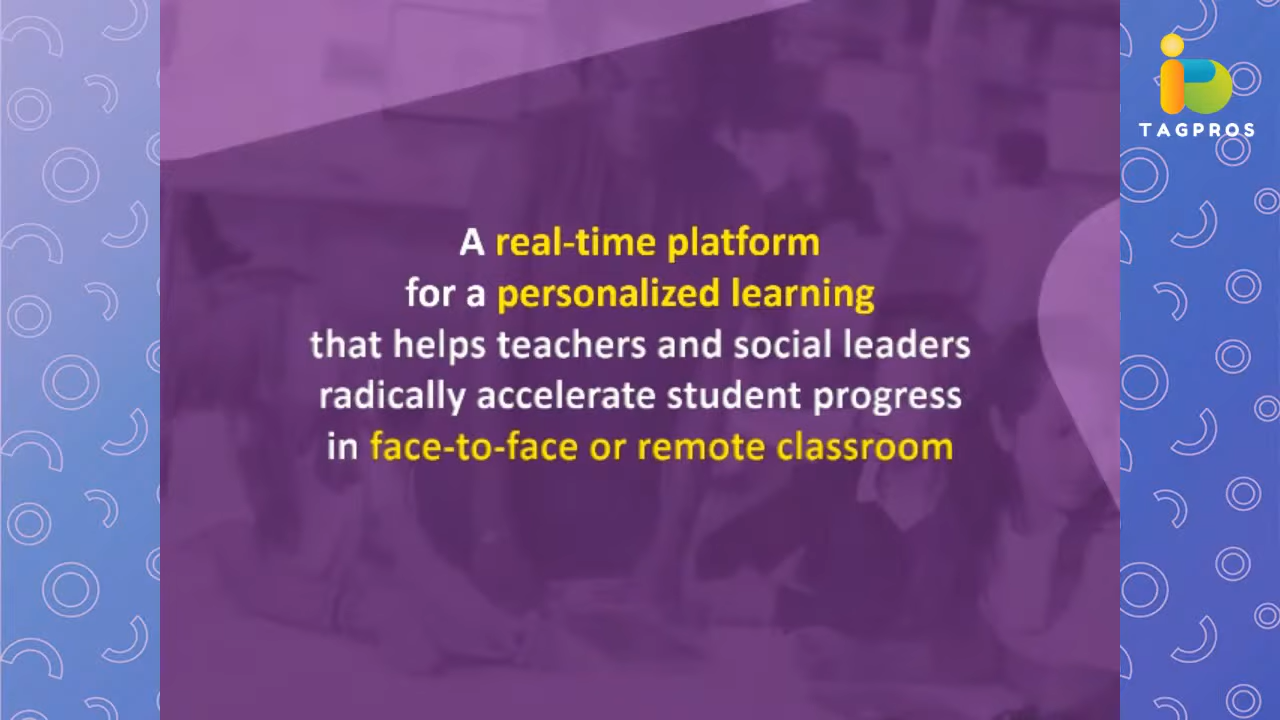 TAGPROS
A real-time platform
for a personalized learning
that helps teachers and social leaders
radically accelerate student progress
in face-to-face or remote classroom